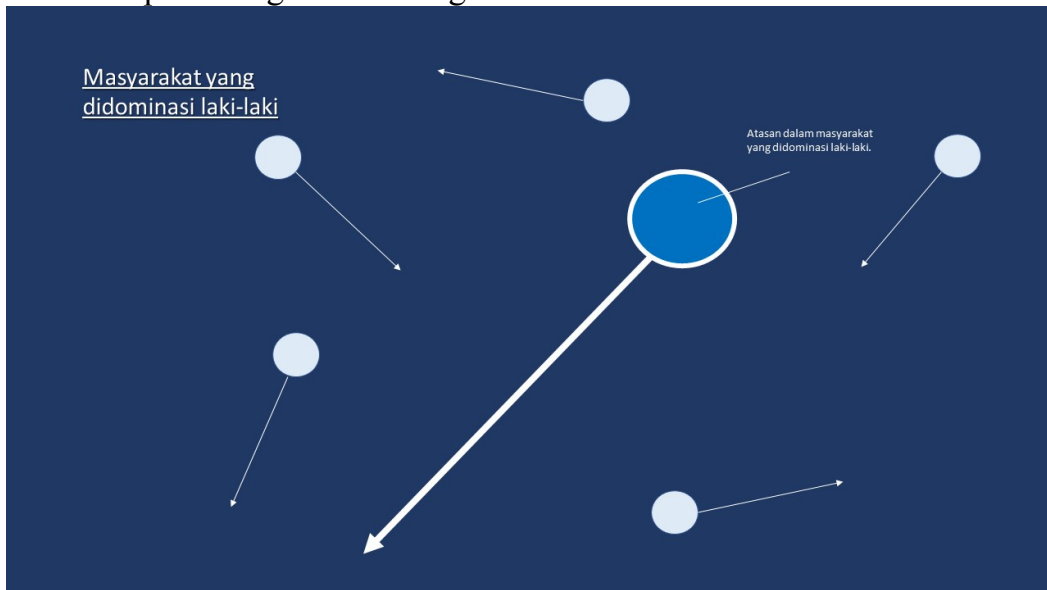 Masyarakat yang
didominasi laki-laki
Atasan dalam masyarakat
yang didominasi laki-laki.